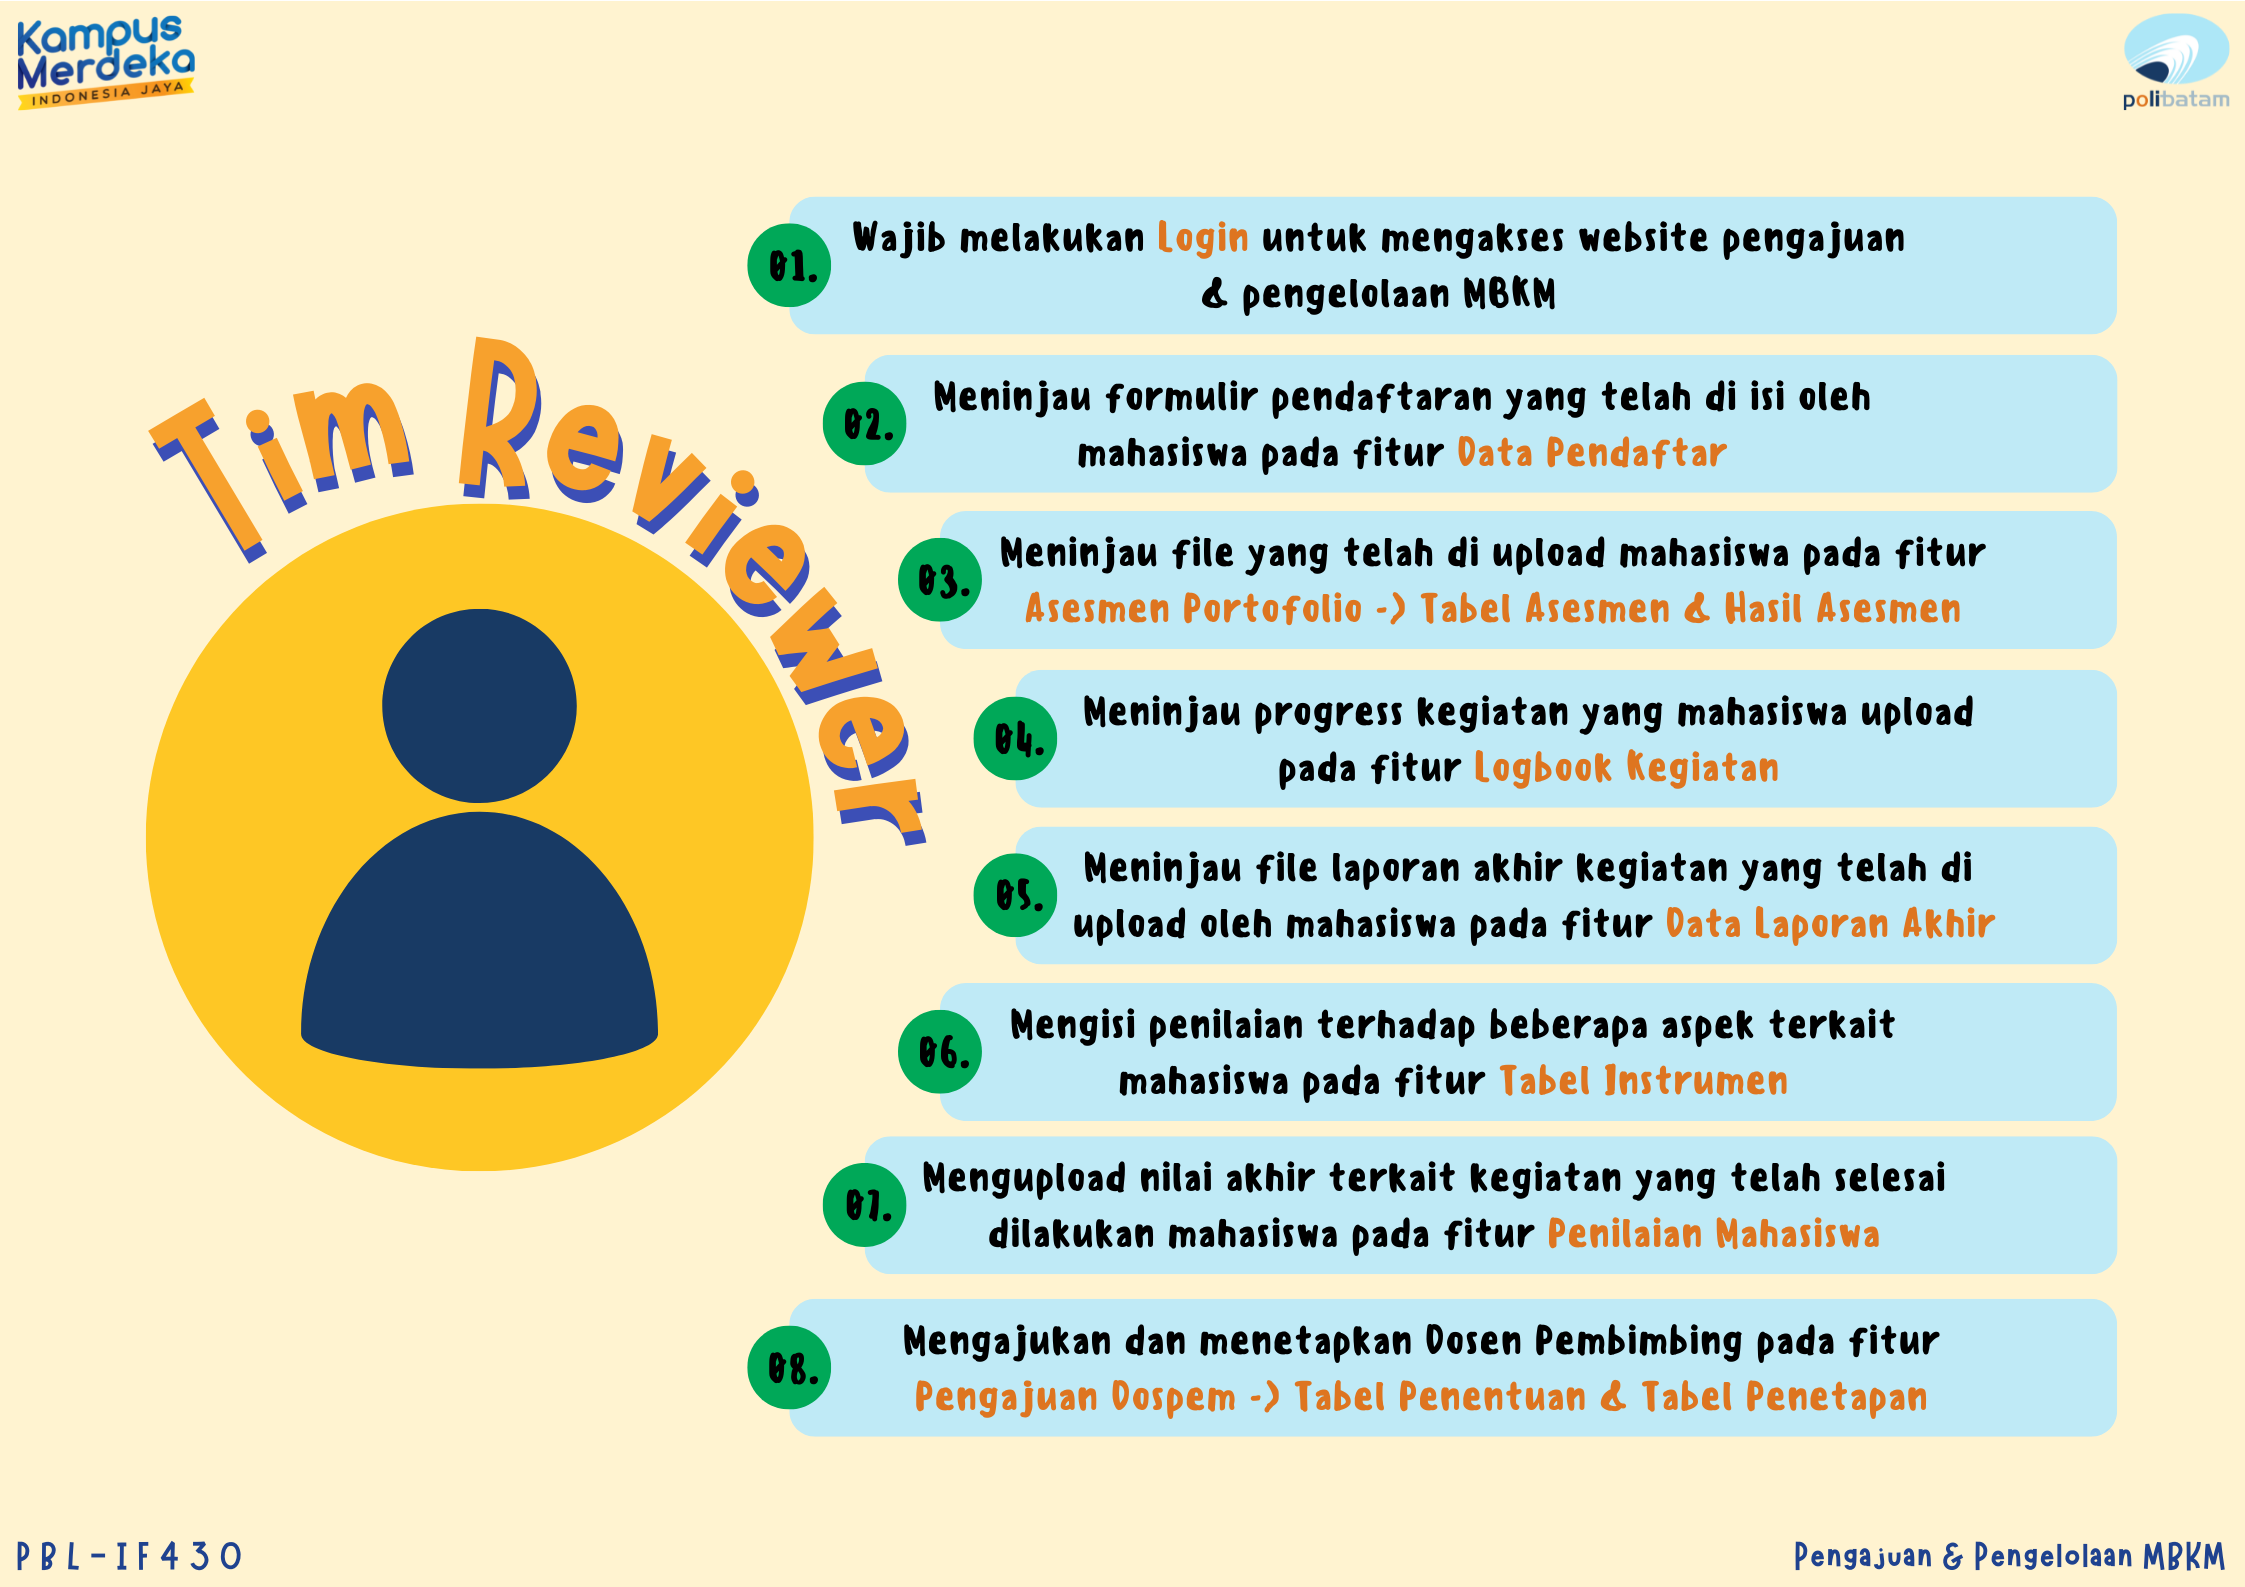 Kampus
Merdeka
INDONESIA JAYA
polibatam
Tim Reviewer
01.
Wajib melakukan Login untuk mengakses website pengajuan
& pengelolaan MBKM
02.
Meninjau formulir pendaftaran yang telah di isi oleh
mahasiswa pada fitur Data Pendaftar
03.
Meninjau file yang telah di upload mahasiswa pada fitur
Asesmen Portofolio -> Tabel Asesmen & Hasil Asesmen
04.
Meninjau progress kegiatan yang mahasiswa upload
pada fitur Logbook Kegiatan
05.
Meninjau file laporan akhir kegiatan yang telah di
upload oleh mahasiswa pada fitur Data Laporan Akhir
06.
Mengisi penilaian terhadap beberapa aspek terkait
mahasiswa pada fitur Tabel Instrumen
07.
Mengupload nilai akhir terkait kegiatan yang telah selesai
dilakukan mahasiswa pada fitur Penilaian Mahasiswa
08.
Mengajukan dan menetapkan Dosen Pembimbing pada fitur
Pengajuan Dospem -> Tabel Penentuan & Tabel Penetapan
PBL-IF430
Pengajuan & Pengelolaan MBKM